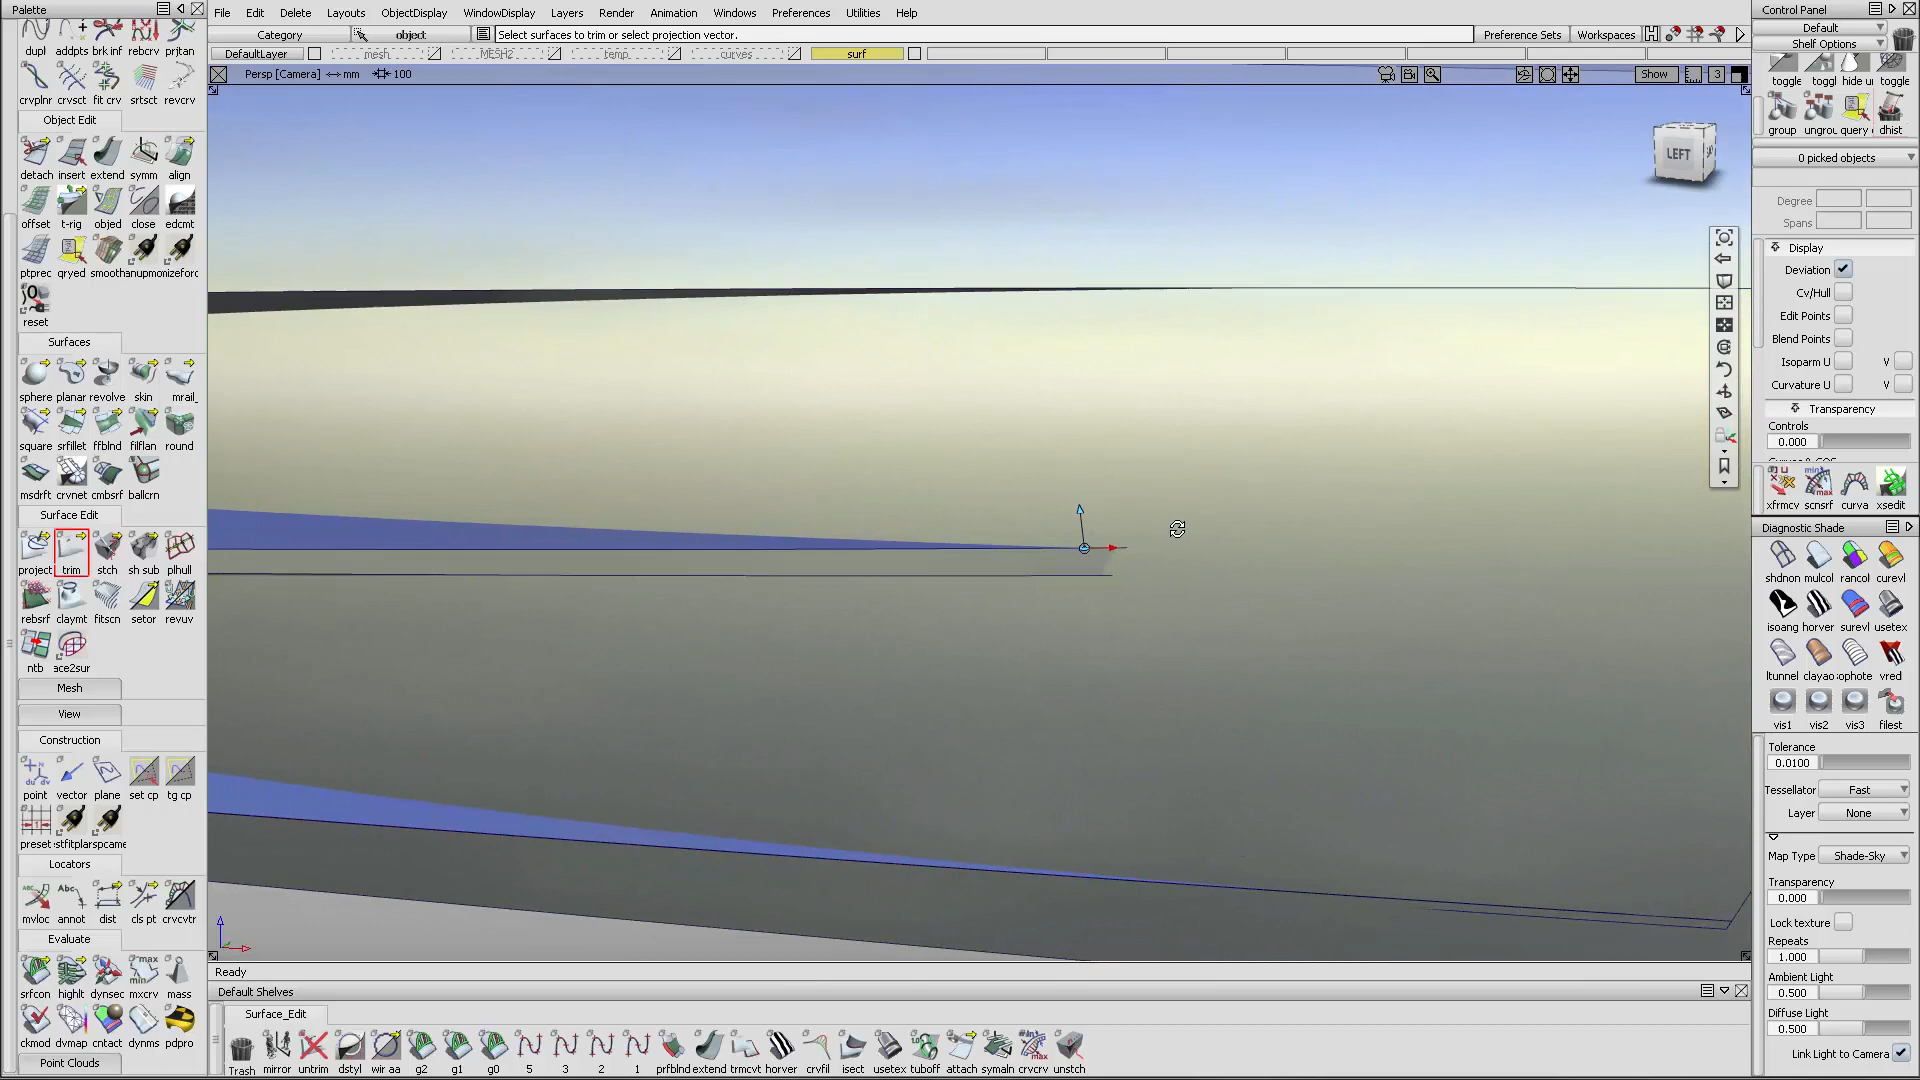 Palette
File Edit Delete Layouts ObjectDisplay WindowDisplay Layers Render Animation Windows Preferences Utilities Help
Control Panel
Default
Category object Select surfaces to trim or select projection vector. Preference Sets Workspaces
Shelf Options
DefaultLayer mesh MESH2 temp curves surf
dupl addpts brk inf rebcrv prjtan
Persp [Camera] mm 100
Show 3
crvplnr crvsct fit crv srtsct revcrv
toggle toggl hide u toggle
group ungrou query dhist
Object Edit
LEFT
0 picked objects
detach insert extend symm align
Degree
Spans
offset t-rig objed close edcmt
Display
Deviation
ptprec qryed smooth anupmo mizeforc
Cv/Hull
Edit Points
reset
Blend Points
Surfaces
Isoparm U V
Curvature U V
sphere planar revolve skin mrail_
Transparency
Controls
0.000
square srfillet ffblnd filflan round
msdrft crvnet cmbsrf ballcrn
xfrmcv scnsrf curva xsedit
Surface Edit
Diagnostic Shade
project trim stch sh sub plhull
shdnon mulcol rancol curevl
rebsrf claymt fitscn setor revuv
isoang horver surevl usetex
ntb ace2sur
ltunnel clayao ophote vred
Mesh
View
vis1 vis2 vis3 filest
Construction
Tolerance
0.0100
point vector plane set cp tg cp
Tessellator Fast
Layer None
preset stfitplar spcame
Map Type Shade-Sky
Locators
Transparency
0.000
mvloc annot dist cls pt crvcvtr
Lock texture
Evaluate
Repeats
1.000
srfcon highlt dynsec mxcrv mass
Ready
Ambient Light
0.500
Default Shelves
Surface_Edit
Diffuse Light
0.500
ckmod dvmap cntact dynms pdpro
Link Light to Camera
Point Clouds
Trash mirror untrim dstyl wir aa g2 g1 g0 5 3 2 1 prfblnd extend trmcvt horver crvfil isect usetex tuboff attach symaln crvcrv unstch